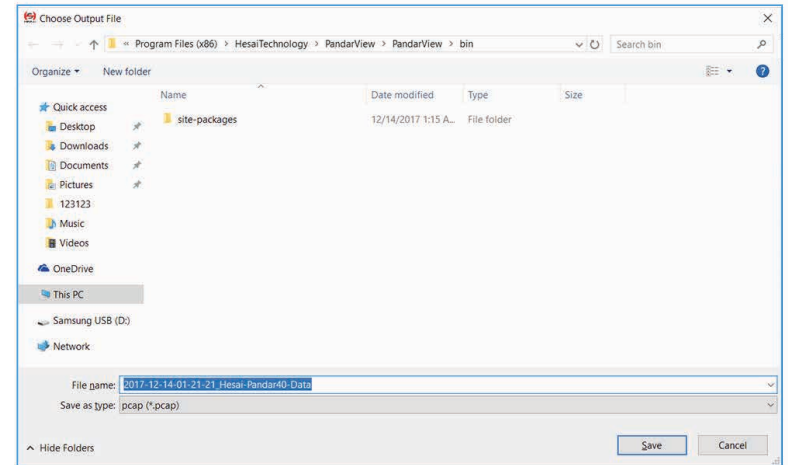 Choose Output File
« Program Files (x86) > HesaiTechnology > PandarView > PandarView > bin
Search bin
Organize
New folder
Name
Date modified
Type
Size
Quick access
Desktop
Downloads
Documents
Pictures
123123
Music
Videos
OneDrive
This PC
Samsung USB (D:)
Network
site-packages
12/14/2017 1:15 A...
File folder
File name: 2017-12-14-01-21-21_Hesai-Pandar40-Data
Save as type: pcap (*.pcap)
Hide Folders
Save
Cancel